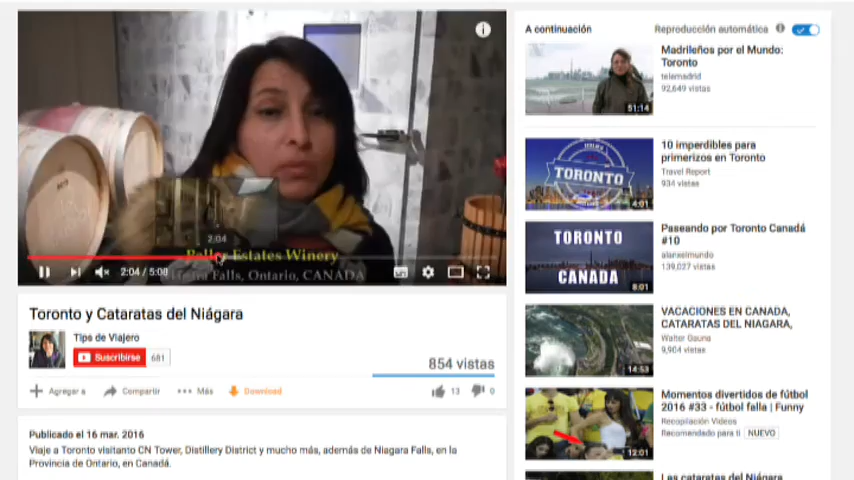 2:04
Estates Winery
Falls, Ontario, CANADA
2:04 / 5:08
Toronto y Cataratas del Niágara
Tips de Viajero
Suscribirse 681
854 vistas
Agregar a Compartir Más Download 13 0
Publicado el 16 mar. 2016
Viaje a Toronto visitanto CN Tower, Distillery District y mucho más, además de Niagara Falls, en la
Provincia de Ontario, en Canadá.
A continuación Reproducción automática
Madrileños por el Mundo:
Toronto
telemadrid
92,649 vistas
51:14
10 imperdibles para
primerizos en Toronto
Travel Report
934 vistas
TORONTO
4:01
Paseando por Toronto Canadá
#10
alanxelmundo
139,027 vistas
TORONTO
CANADA
8:01
VACACIONES EN CANADA,
CATARATAS DEL NIAGARA,
Walter Gauna
9,904 vistas
14:53
Momentos divertidos de fútbol
2016 #33 - fútbol falla | Funny
Recopilación Videos
Recomendado para ti NUEVO
12:01
Las cataratas del Niágara